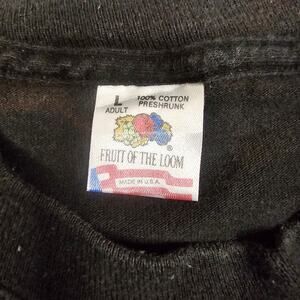 L
ADULT
100% COTTON
PRESHRUNK
®
FRUIT OF THE LOOM
MADE IN U.S.A.